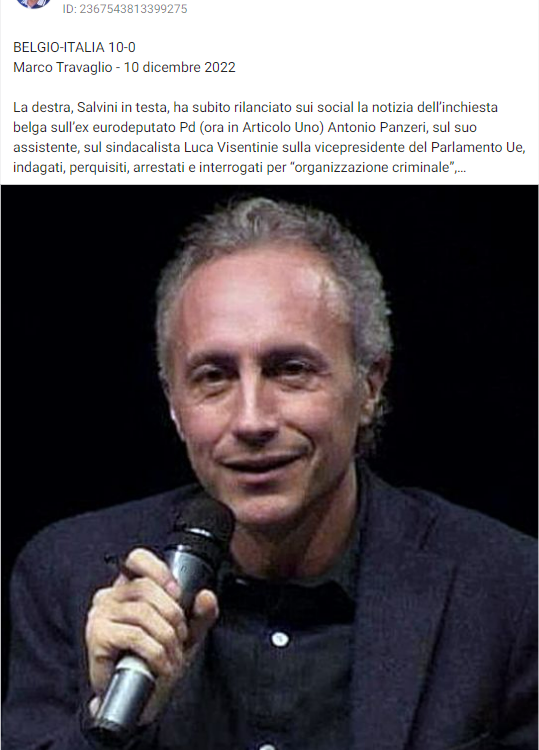 ID: 2367543813399275
BELGIO-ITALIA 10-0
Marco Travaglio - 10 dicembre 2022
La destra, Salvini in testa, ha subito rilanciato sui social la notizia dell'inchiesta
belga sull'ex eurodeputato Pd (ora in Articolo Uno) Antonio Panzeri, sul suo
assistente, sul sindacalista Luca Visentinie sulla vicepresidente del Parlamento Ue,
indagati, perquisiti, arrestati e interrogati per “organizzazione criminale”,...